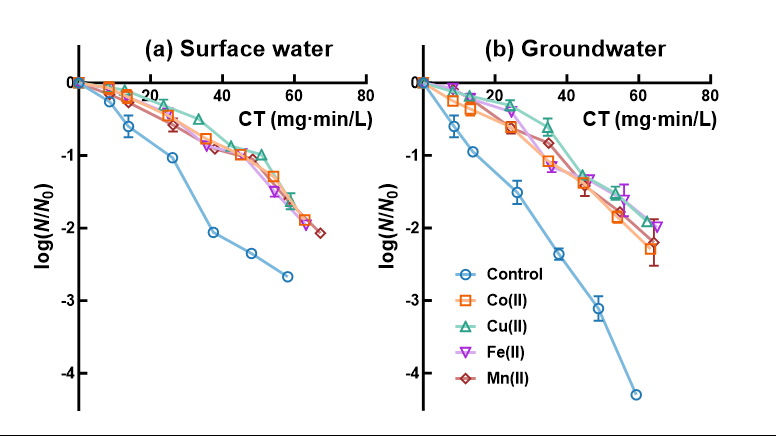 (a) Surface water
0
20
40
60
80
CT (mg·min/L)
-1
-2
-3
-4
log(N/N₀)
(b) Groundwater
0
20
40
60
80
CT (mg·min/L)
-1
-2
-3
-4
log(N/N₀)
Control
Co(II)
Cu(II)
Fe(II)
Mn(II)